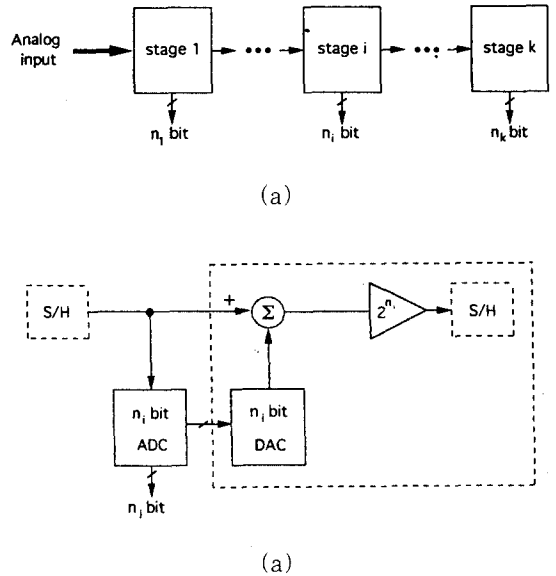 Analog
input
stage 1
stage i
stage k
n₁ bit
nᵢ bit
nₖ bit
(a)
S/H
+
Σ
2ⁿⁱ
S/H
nᵢ bit
ADC
nᵢ bit
DAC
nᵢ bit
(a)